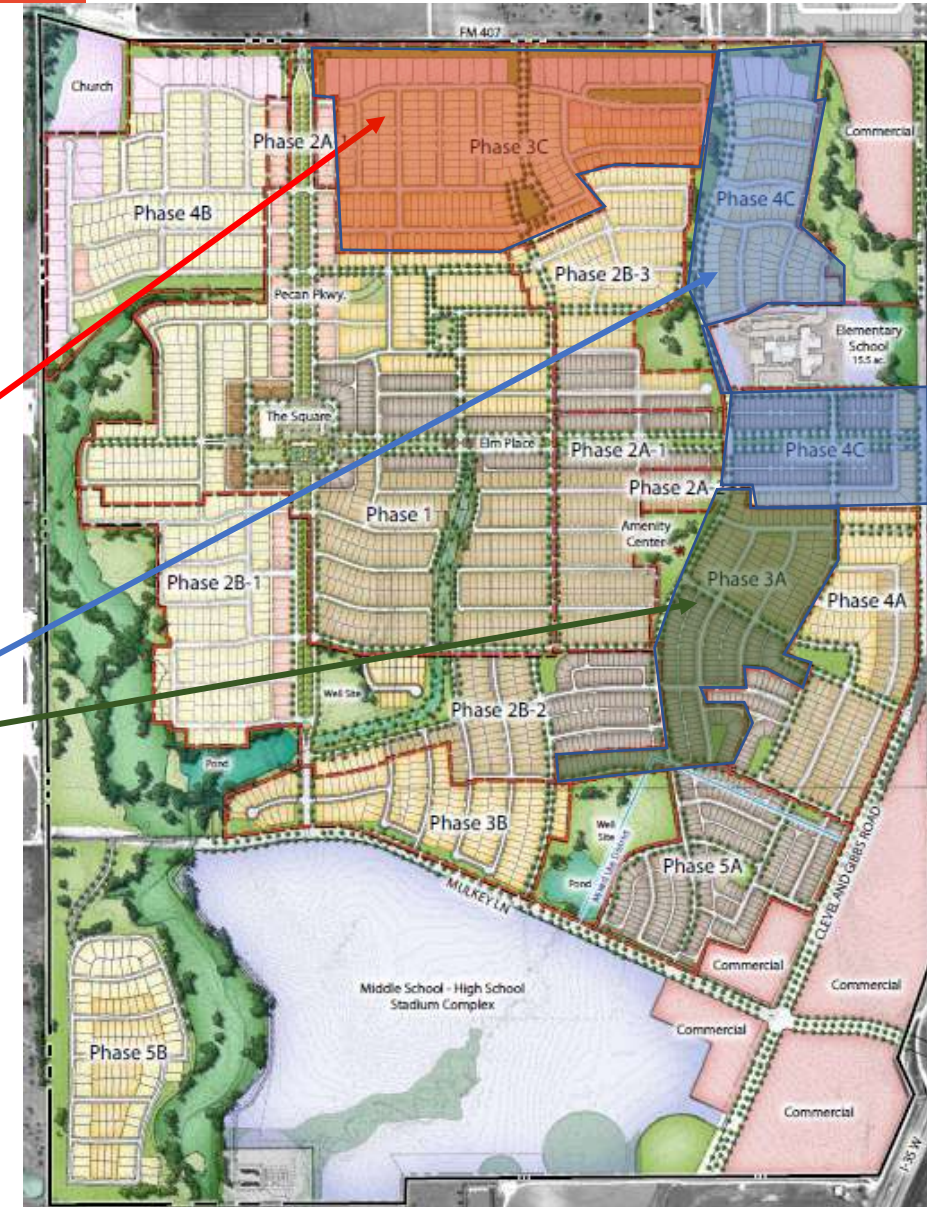 FM 407
Church
Commercial
Phase 2A-1
Phase 3C
Phase 4C
Phase 4B
Phase 2B-3
Pecan Pkwy.
Elementary
School
15.5 ac.
The Square
Elm Place
Phase 2A-1
Phase 4C
Phase 2A-
Phase 1
Amenity
Center
Phase 2B-1
Phase 3A
Phase 4A
Well Site
Phase 2B-2
Pond
Phase 3B
Well
Site
Phase 5A
Pond
MULKEY LN
CLEVELAND GIBBS ROAD
Commercial
Commercial
Middle School - High School
Stadium Complex
Commercial
Phase 5B
Commercial
I-35 W